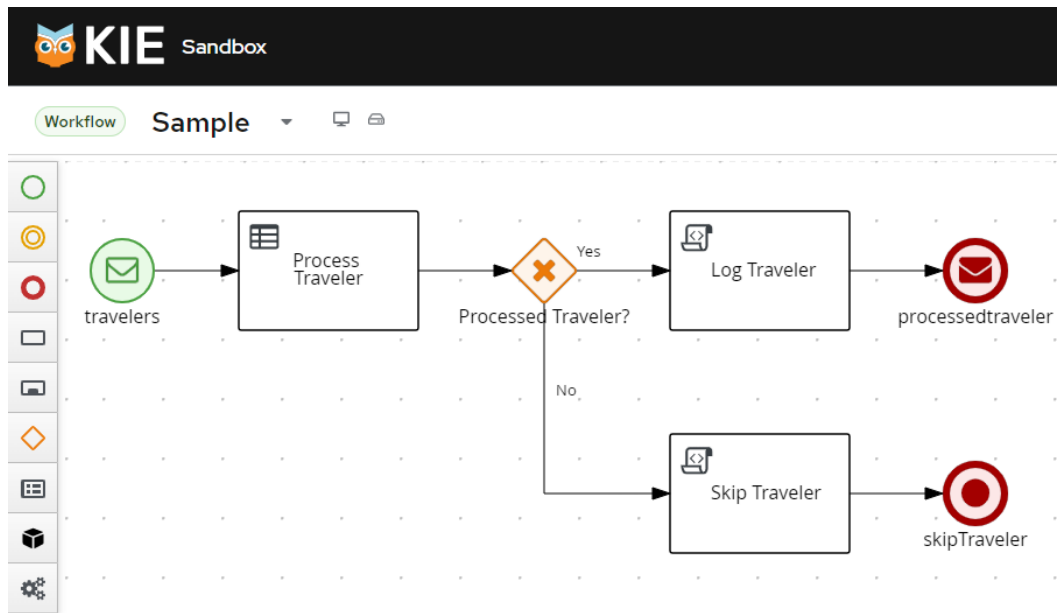 KIE Sandbox
Workflow Sample
Process
Traveler
travelers
Yes
Processed Traveler?
Log Traveler
processedtraveler
No
Skip Traveler
skipTraveler